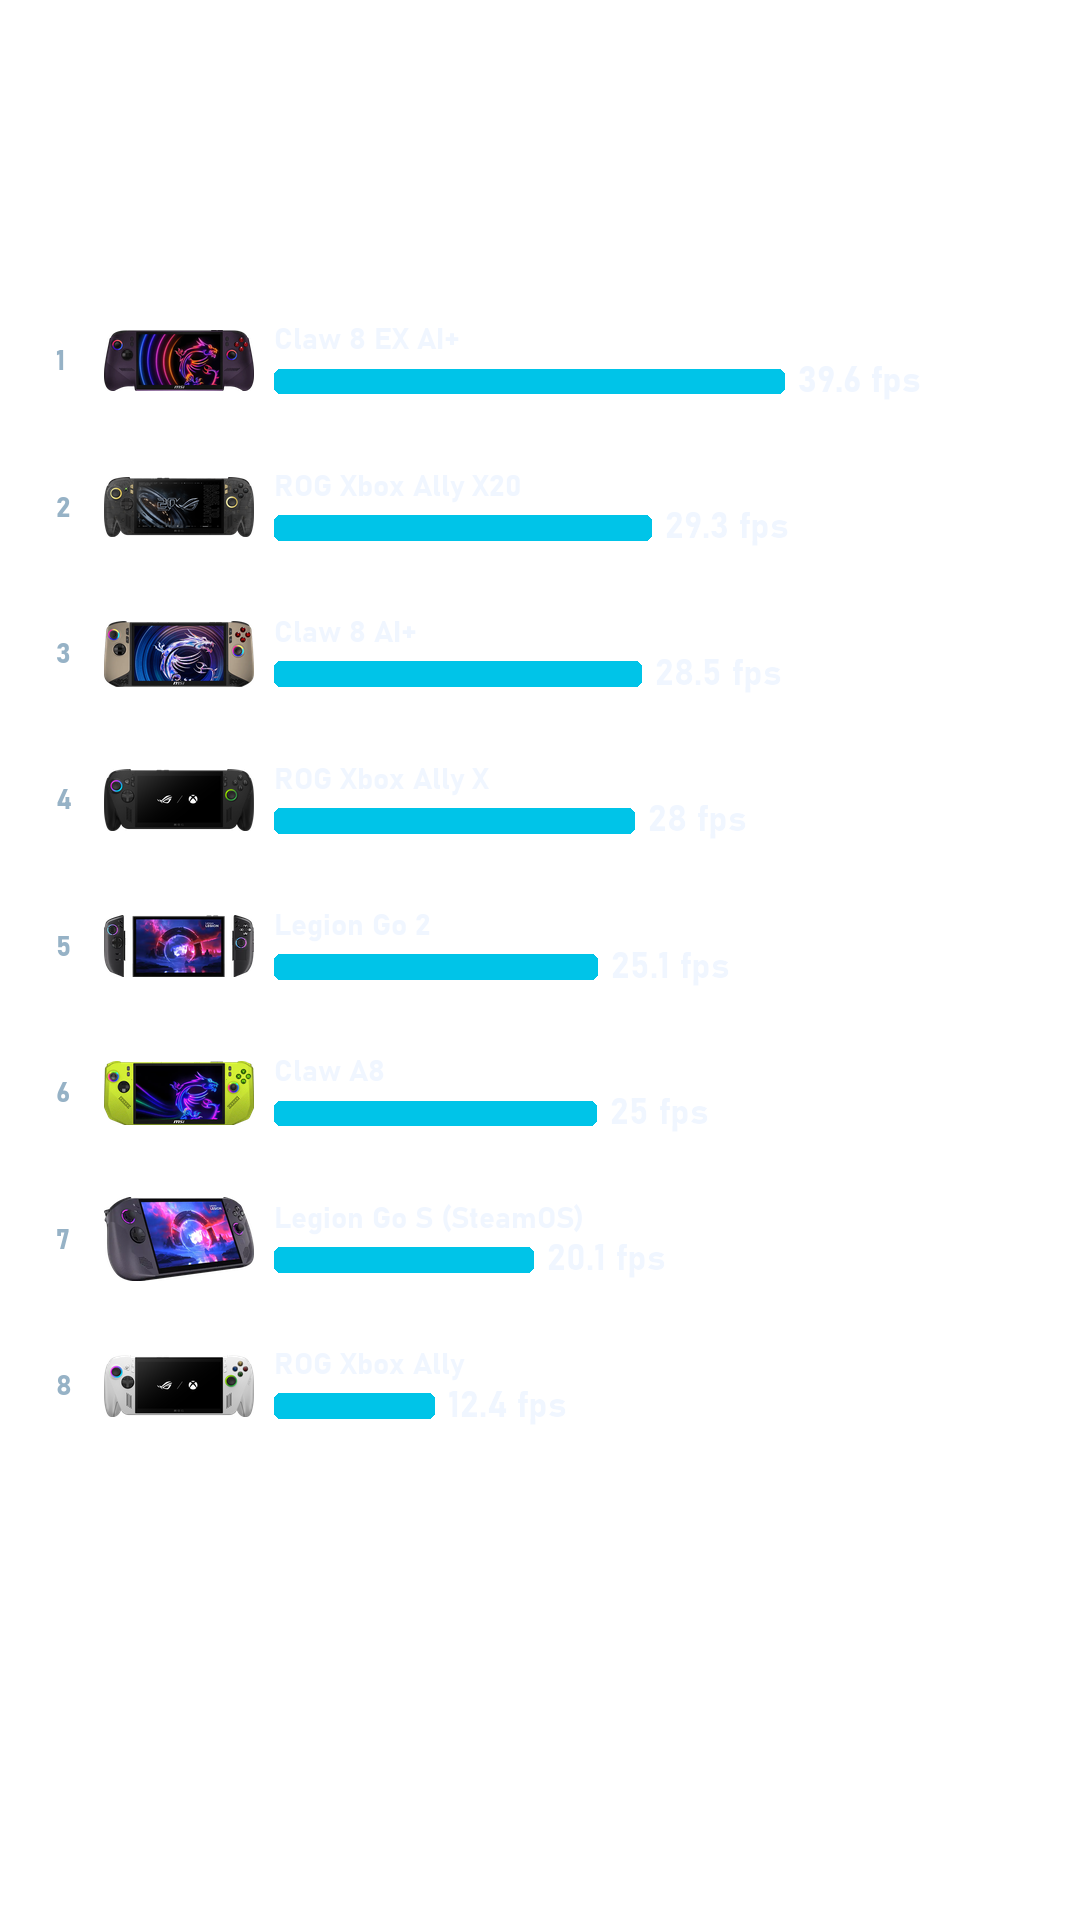 1
Claw 8 EX AI+
39.6 fps
2
ROG Xbox Ally X20
29.3 fps
3
Claw 8 AI+
28.5 fps
4
ROG Xbox Ally X
28 fps
5
Legion Go 2
25.1 fps
6
Claw A8
25 fps
7
Legion Go S (SteamOS)
20.1 fps
8
ROG Xbox Ally
12.4 fps